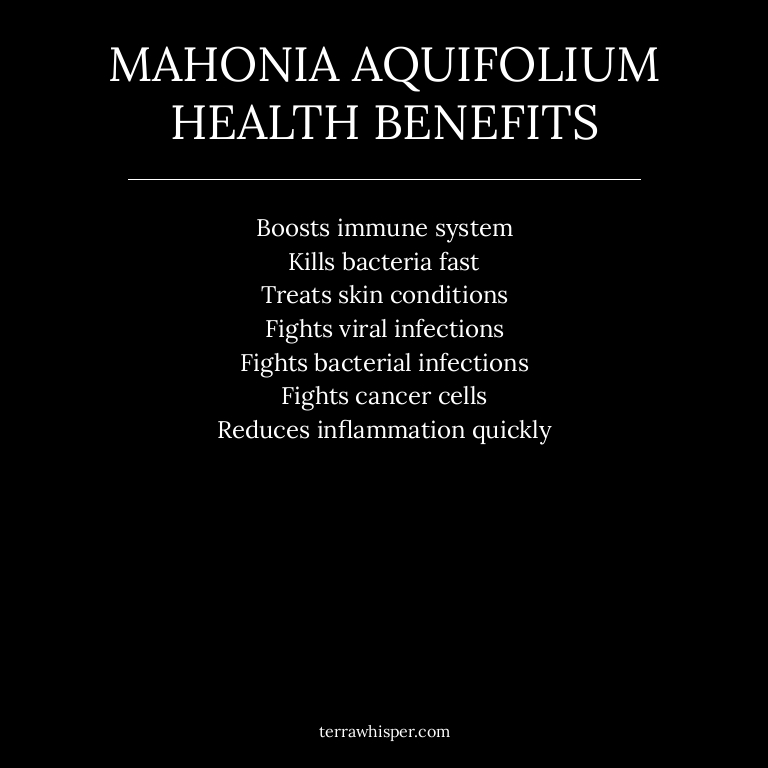 MAHONIA AQUIFOLIUM
HEALTH BENEFITS
Boosts immune system
Kills bacteria fast
Treats skin conditions
Fights viral infections
Fights bacterial infections
Fights cancer cells
Reduces inflammation quickly
terrawhisper.com